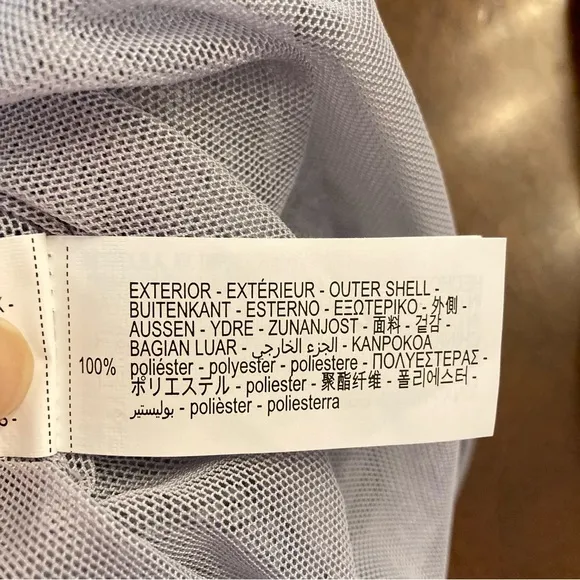 EXTERIOR - EXTÉRIEUR - OUTER SHELL -
BUITENKANT - ESTERNO - ΕΞΩΤΕΡΙΚΟ - 外側 -
AUSSEN - YDRE - ZUNANJOST - 面料 - 겉감 -
BAGIAN LUAR - الجزء الخارجي - KANPOKOA
100% poliéster - polyester - poliestere - ΠΟΛΥΕΣΤΕΡΑΣ -
ポリエステル - poliester - 聚酯纤维 - 폴리에스터 -
بوليستير - polièster - poliesterra